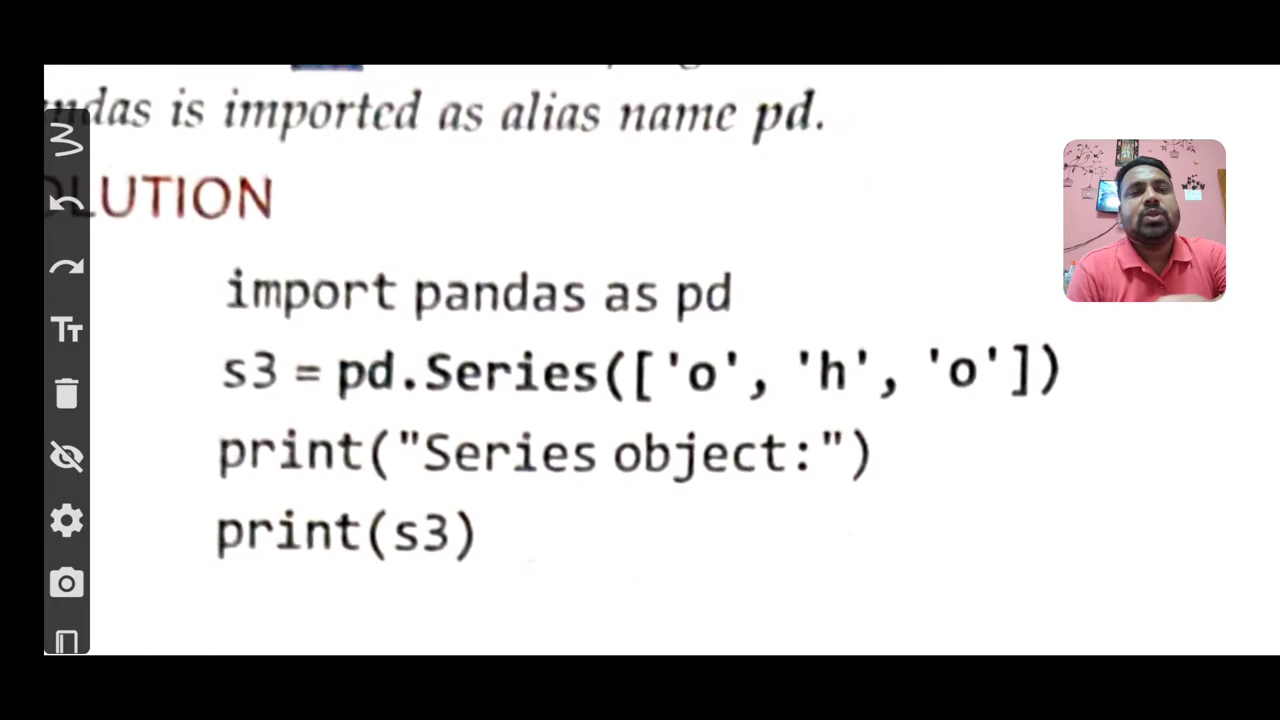 is imported as alias name pd.
LUTION
import pandas as pd
s3 = pd.Series(['o', 'h', 'o'])
print("Series object:")
print(s3)